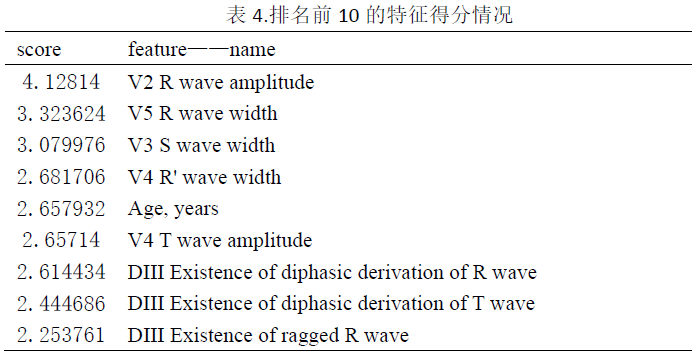 表 4.排名前 10 的特征得分情况
score feature——name
4.12814 V2 R wave amplitude
3.323624 V5 R wave width
3.079976 V3 S wave width
2.681706 V4 R' wave width
2.657932 Age, years
2.65714 V4 T wave amplitude
2.614434 DIII Existence of diphasic derivation of R wave
2.444686 DIII Existence of diphasic derivation of T wave
2.253761 DIII Existence of ragged R wave